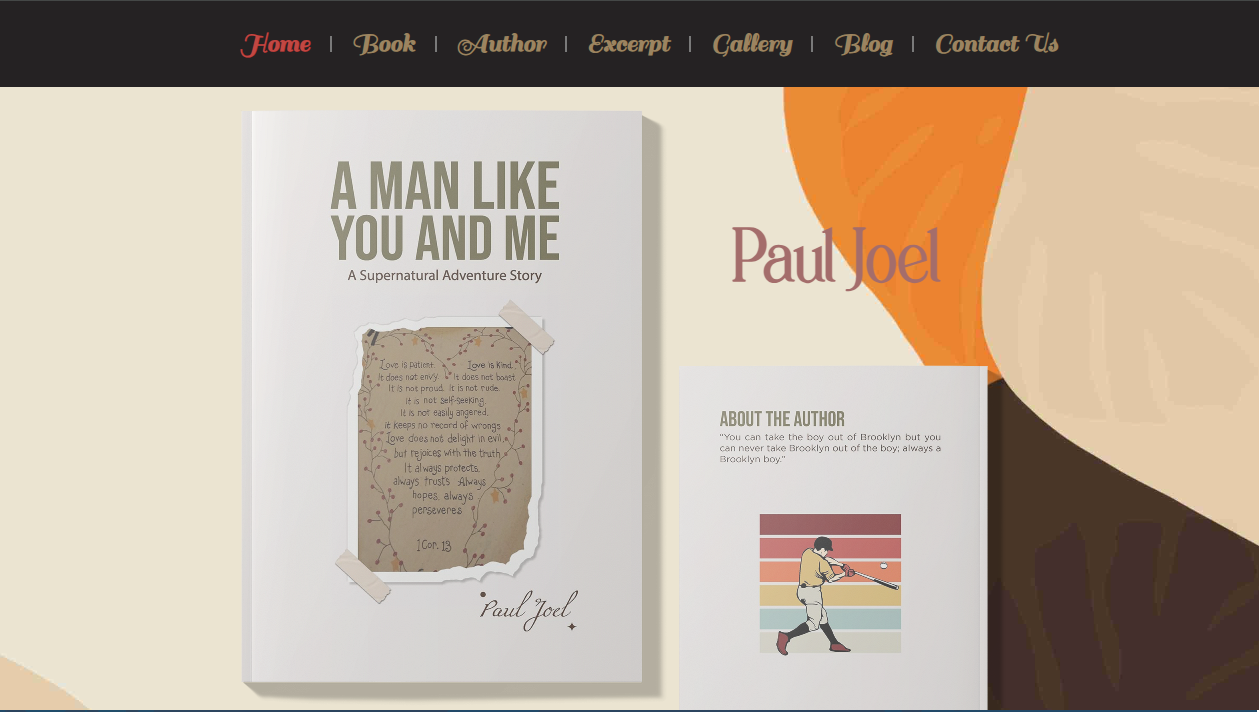 Home | Book | Author | Excerpt | Gallery | Blog | Contact Us
A MAN LIKE
YOU AND ME
A Supernatural Adventure Story
Love is patient. Love is kind.
It does not envy. It does not boast
It is not proud. It is not rude.
It is not self-seeking.
It is not easily angered.
it keeps no record of wrongs
Love does not delight in evil,
but rejoices with the truth
It always protects,
always trusts Always
hopes, always
perseveres
1 Cor. 13
Paul Joel
Paul Joel
ABOUT THE AUTHOR
“You can take the boy out of Brooklyn but you
can never take Brooklyn out of the boy; always a
Brooklyn boy.”